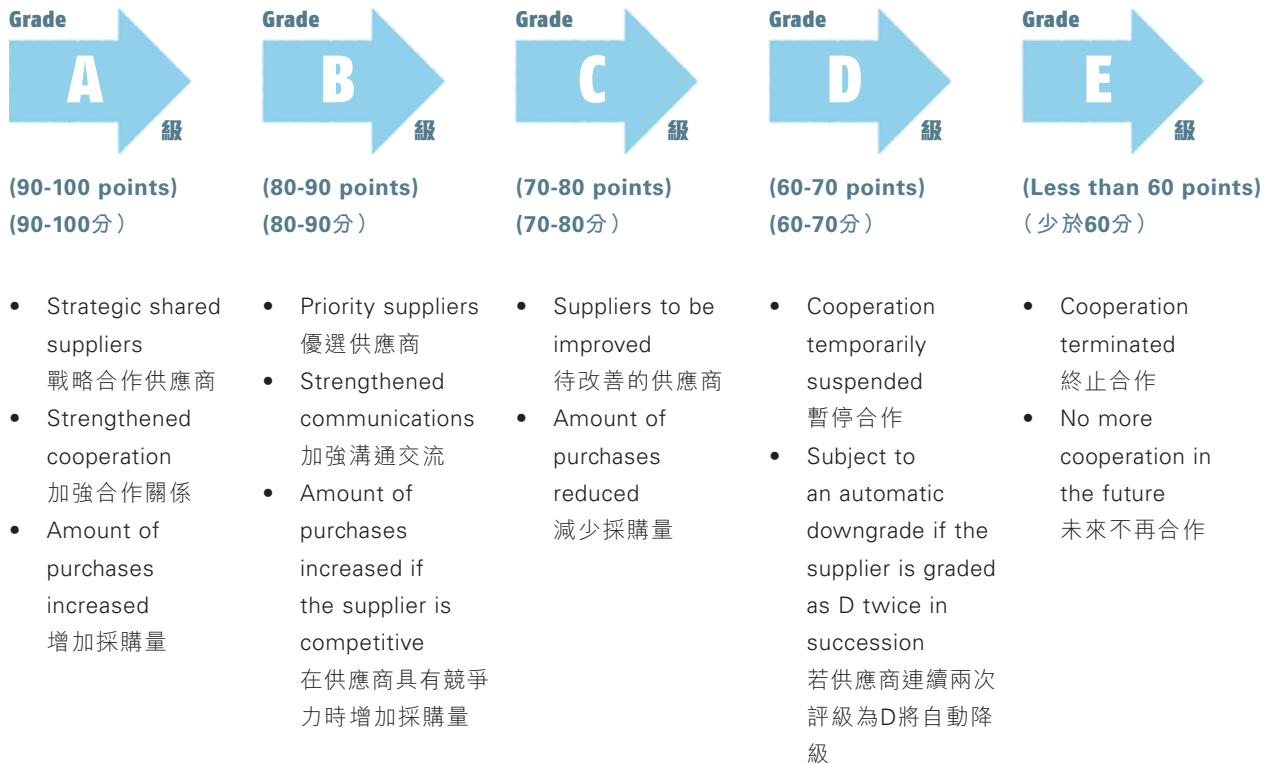 Grade
A
級
(90-100 points)
(90-100分）
• Strategic shared
suppliers
戰略合作供應商
• Strengthened
cooperation
加強合作關係
• Amount of
purchases
increased
增加採購量
Grade
B
級
(80-90 points)
(80-90分）
• Priority suppliers
優選供應商
• Strengthened
communications
加強溝通交流
• Amount of
purchases
increased if
the supplier is
competitive
在供應商具有競爭
力時增加採購量
Grade
C
級
(70-80 points)
(70-80分）
• Suppliers to be
improved
待改善的供應商
• Amount of
purchases
reduced
減少採購量
Grade
D
級
(60-70 points)
(60-70分）
• Cooperation
temporarily
suspended
暫停合作
• Subject to
an automatic
downgrade if the
supplier is graded
as D twice in
succession
若供應商連續兩次
評級為D將自動降
級
Grade
E
級
(Less than 60 points)
（少於60分）
• Cooperation
terminated
終止合作
• No more
cooperation in
the future
未來不再合作